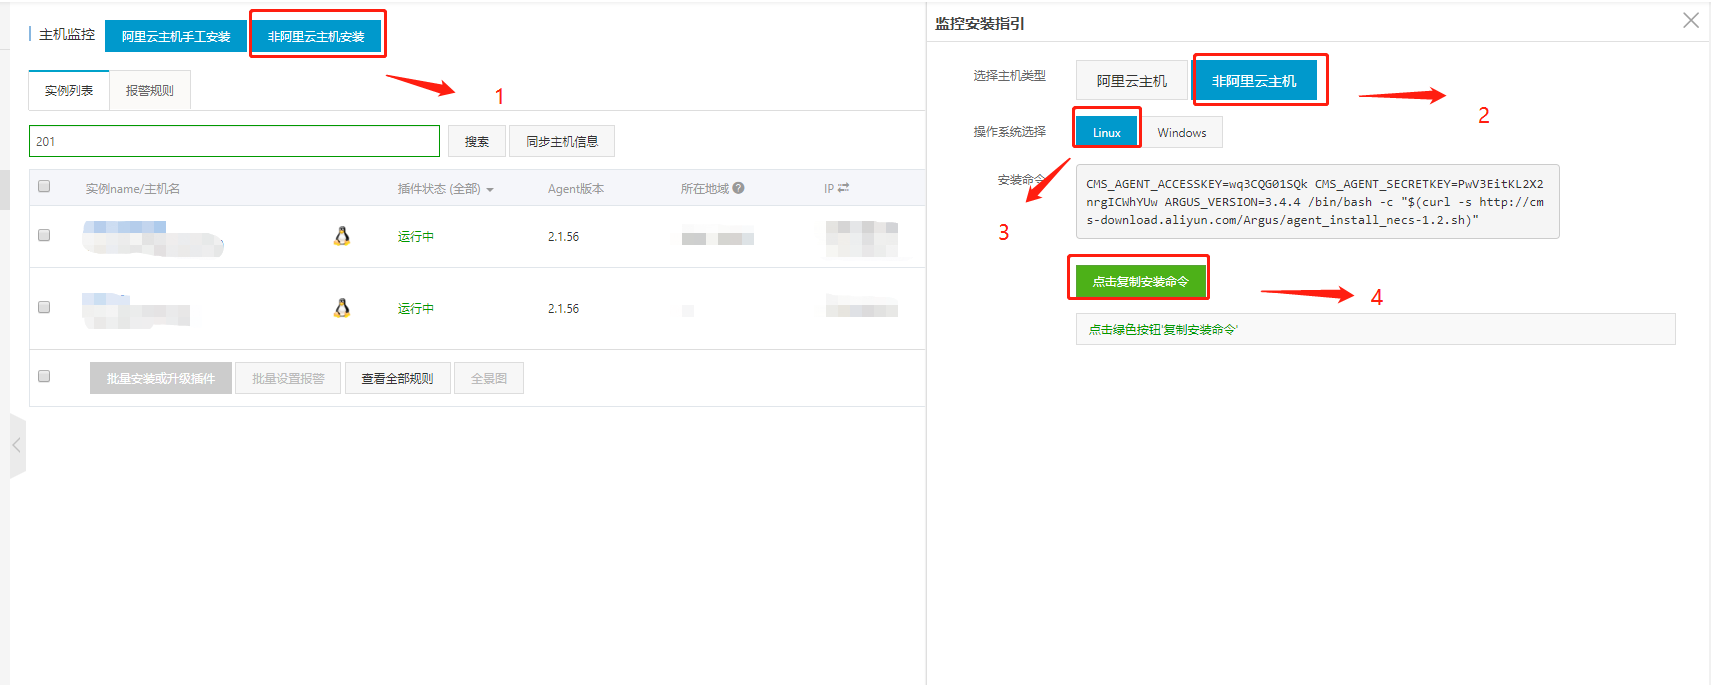 主机监控
阿里云主机手工安装
非阿里云主机安装
实例列表
报警规则
1
201
搜索
同步主机信息
实例name/主机名
插件状态 (全部)
Agent版本
所在地域
IP
运行中
2.1.56
运行中
2.1.56
批量安装或升级插件
批量设置报警
查看全部规则
全景图
监控安装指引
选择主机类型
阿里云主机
非阿里云主机
2
操作系统选择
Linux
Windows
安装命令
3
CMS_AGENT_ACCESSKEY=wq3CQG01SQk CMS_AGENT_SECRETKEY=PwV3EitKL2X2
nrgICWhYUw ARGUS_VERSION=3.4.4 /bin/bash -c "$(curl -s http://cm
s-download.aliyun.com/Argus/agent_install_necs-1.2.sh)"
点击复制安装命令
4
点击绿色按钮'复制安装命令'